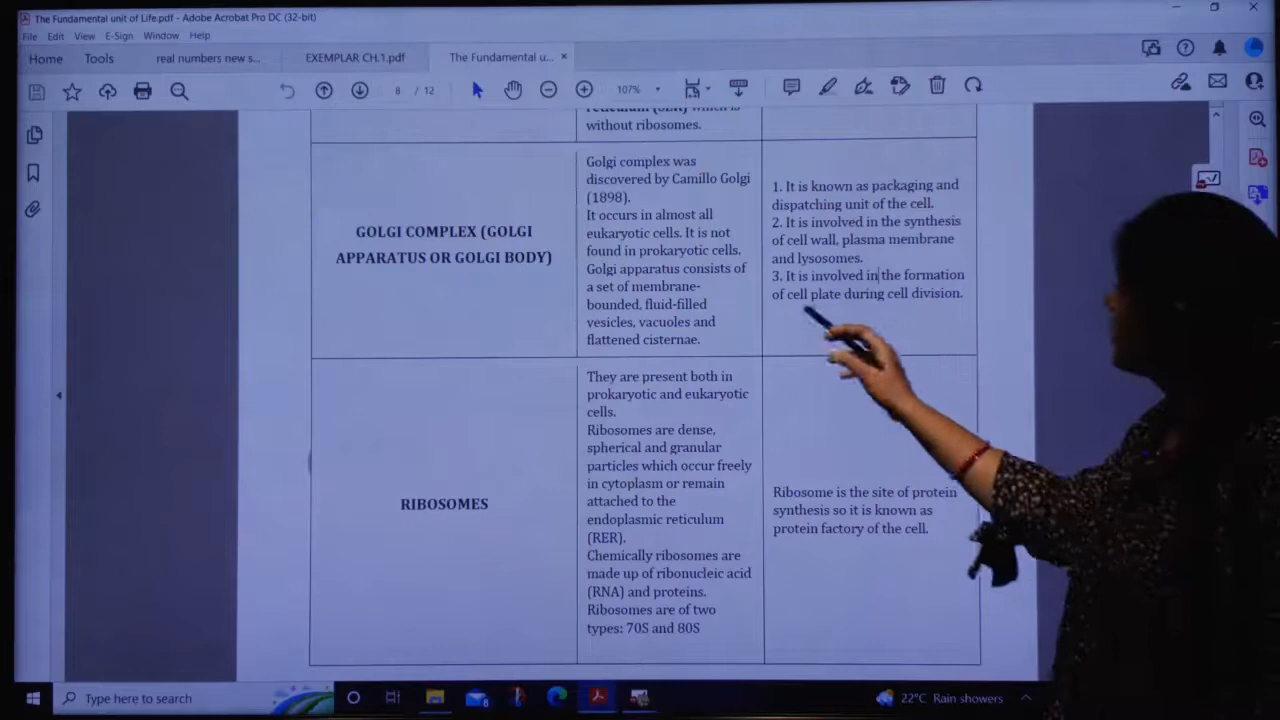 The Fundamental unit of Life.pdf - Adobe Acrobat Pro DC (32-bit)
File Edit View E-Sign Window Help
Home Tools real numbers new s... EXEMPLAR CH.1.pdf The Fundamental u... ×
8 / 12 107%
without ribosomes.
GOLGI COMPLEX (GOLGI
APPARATUS OR GOLGI BODY)
Golgi complex was
discovered by Camillo Golgi
(1898).
It occurs in almost all
eukaryotic cells. It is not
found in prokaryotic cells.
Golgi apparatus consists of
a set of membrane-
bounded, fluid-filled
vesicles, vacuoles and
flattened cisternae.
1. It is known as packaging and
dispatching unit of the cell.
2. It is involved in the synthesis
of cell wall, plasma membrane
and lysosomes.
3. It is involved in the formation
of cell plate during cell division.
RIBOSOMES
They are present both in
prokaryotic and eukaryotic
cells.
Ribosomes are dense,
spherical and granular
particles which occur freely
in cytoplasm or remain
attached to the
endoplasmic reticulum
(RER).
Chemically ribosomes are
made up of ribonucleic acid
(RNA) and proteins.
Ribosomes are of two
types: 70S and 80S
Ribosome is the site of protein
synthesis so it is known as
protein factory of the cell.
Type here to search
8
22°C Rain showers